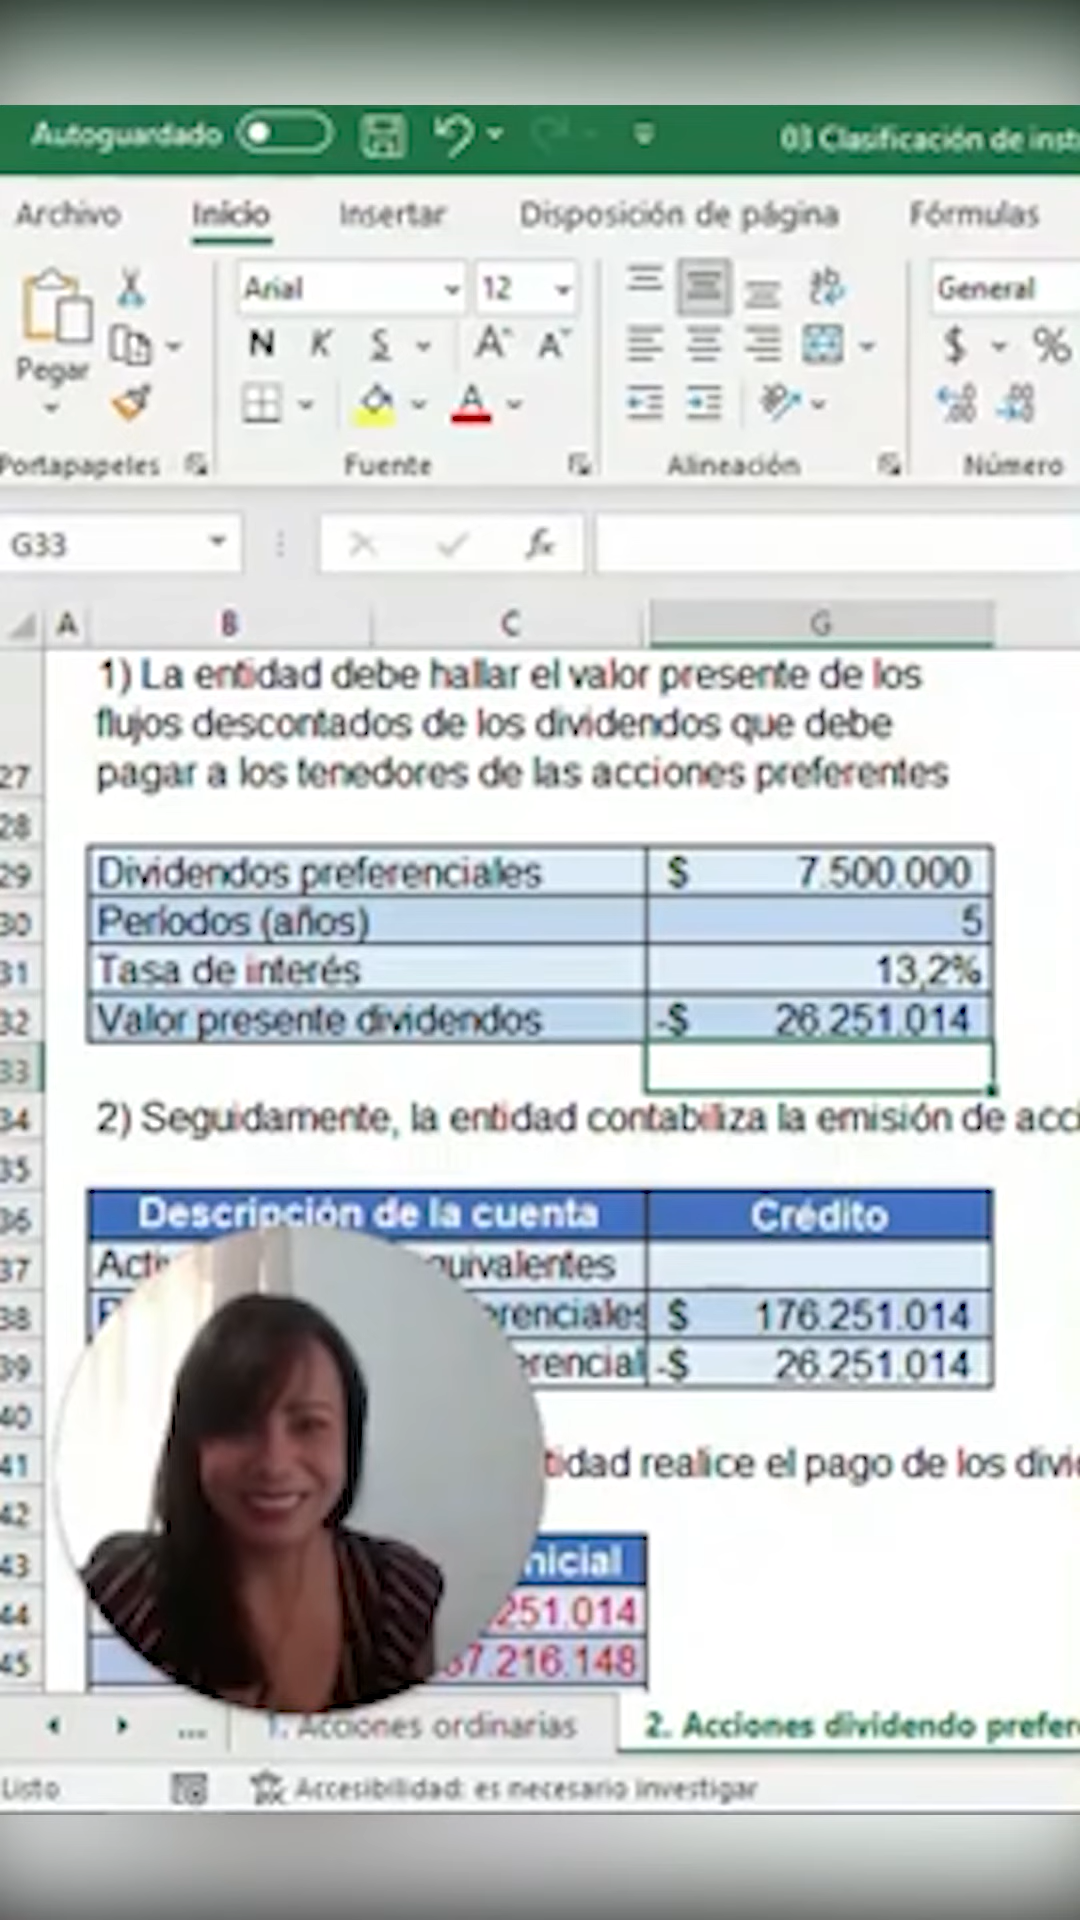 Autoguardado
03 Clasificación de inst
Archivo Inicio Insertar Disposición de página Fórmulas
Arial 12 General
N K S A A $ %
Pegar
Portapapeles Fuente Alineación Número
G33 fx
A B C G
1) La entidad debe hallar el valor presente de los
flujos descontados de los dividendos que debe
27 pagar a los tenedores de las acciones preferentes
28
29 Dividendos preferenciales $ 7.500.000
30 Períodos (años) 5
31 Tasa de interés 13,2%
32 Valor presente dividendos -$ 26.251.014
33
34 2) Seguidamente, la entidad contabiliza la emisión de acci
35
36 Descripción de la cuenta Crédito
37 Acti quivalentes
38 erenciales $ 176.251.014
39 erencial -$ 26.251.014
40
41 tidad realice el pago de los divi
42
43 nicial
44 251.014
45 37.216.148
... 1. Acciones ordinarias 2. Acciones dividendo prefer
Listo Accesibilidad: es necesario investigar